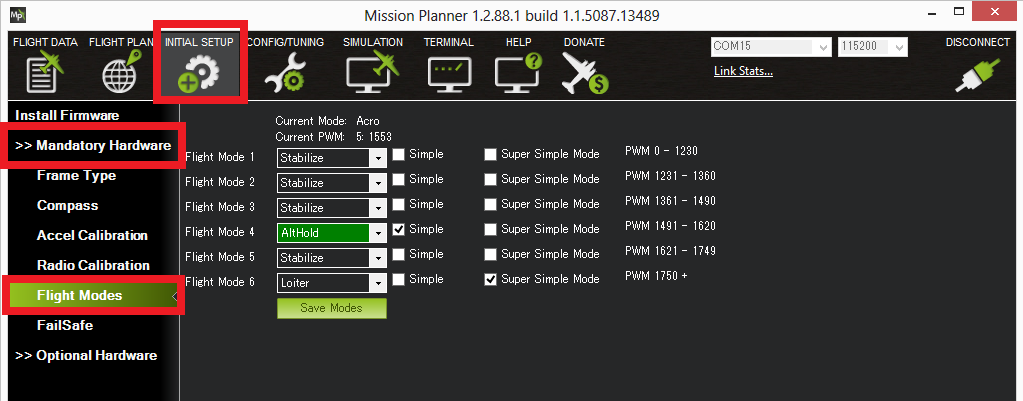 Mp
Mission Planner 1.2.88.1 build 1.1.5087.13489
FLIGHT DATA FLIGHT PLAN INITIAL SETUP CONFIG/TUNING SIMULATION TERMINAL HELP DONATE COM15 115200 DISCONNECT
Link Stats...
Install Firmware
>> Mandatory Hardware
Frame Type
Compass
Accel Calibration
Radio Calibration
Flight Modes
FailSafe
>> Optional Hardware
Current Mode: Acro
Current PWM: 5: 1553
Flight Mode 1 Stabilize Simple Super Simple Mode PWM 0 - 1230
Flight Mode 2 Stabilize Simple Super Simple Mode PWM 1231 - 1360
Flight Mode 3 Stabilize Simple Super Simple Mode PWM 1361 - 1490
Flight Mode 4 AltHold Simple Super Simple Mode PWM 1491 - 1620
Flight Mode 5 Stabilize Simple Super Simple Mode PWM 1621 - 1749
Flight Mode 6 Loiter Simple Super Simple Mode PWM 1750 +
Save Modes